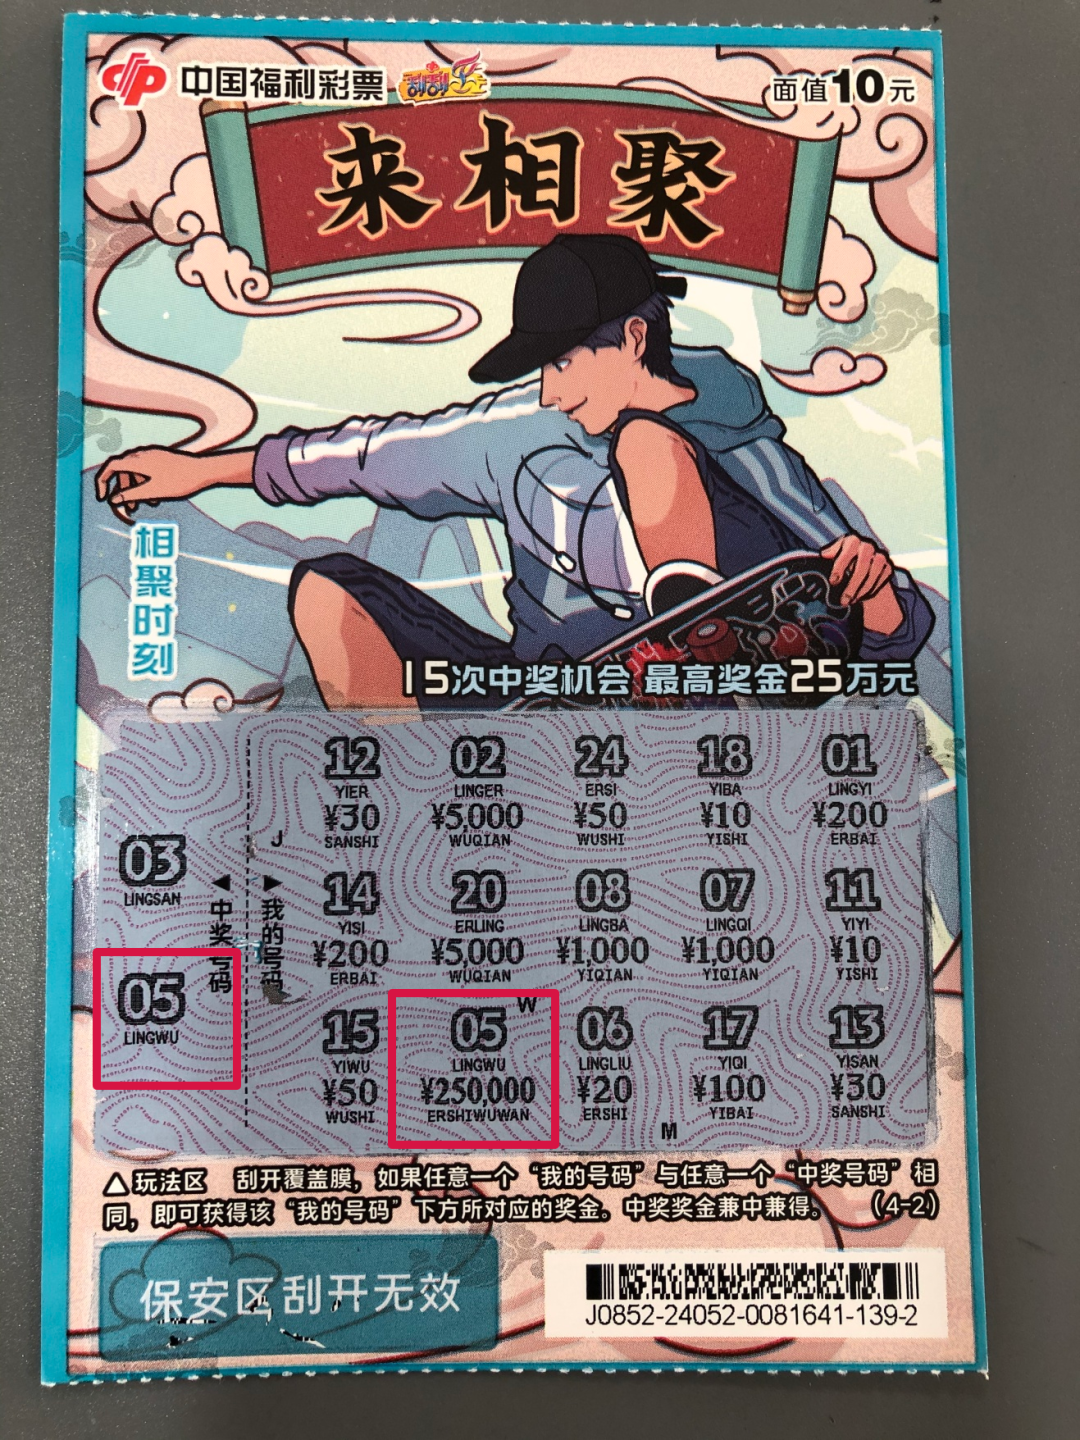 中国福利彩票 刮刮乐
面值10元
来相聚
相聚时刻
15次中奖机会 最高奖金25万元
03
LINGSAN
05
LINGWU
◀中奖号码
▶我的号码
J
12 02 24 18 01
YIER LINGER ERSI YIBA LINGYI
¥30 ¥5,000 ¥50 ¥10 ¥200
SANSHI WUQIAN WUSHI YISHI ERBAI
14 20 08 07 11
YISI ERLING LINGBA LINGQI YIYI
¥200 ¥5,000 ¥1,000 ¥1,000 ¥10
ERBAI WUQIAN YIQIAN YIQIAN YISHI
W
15 05 06 17 13
YIWU LINGWU LINGLIU YIQI YISAN
¥50 ¥250,000 ¥20 ¥100 ¥30
WUSHI ERSHIWUWAN ERSHI YIBAI SANSHI
M
△玩法区 刮开覆盖膜，如果任意一个“我的号码”与任意一个“中奖号码”相
同，即可获得该“我的号码”下方所对应的奖金。中奖奖金兼中兼得。 (4-2)
保安区刮开无效
J0852-24052-0081641-139-2